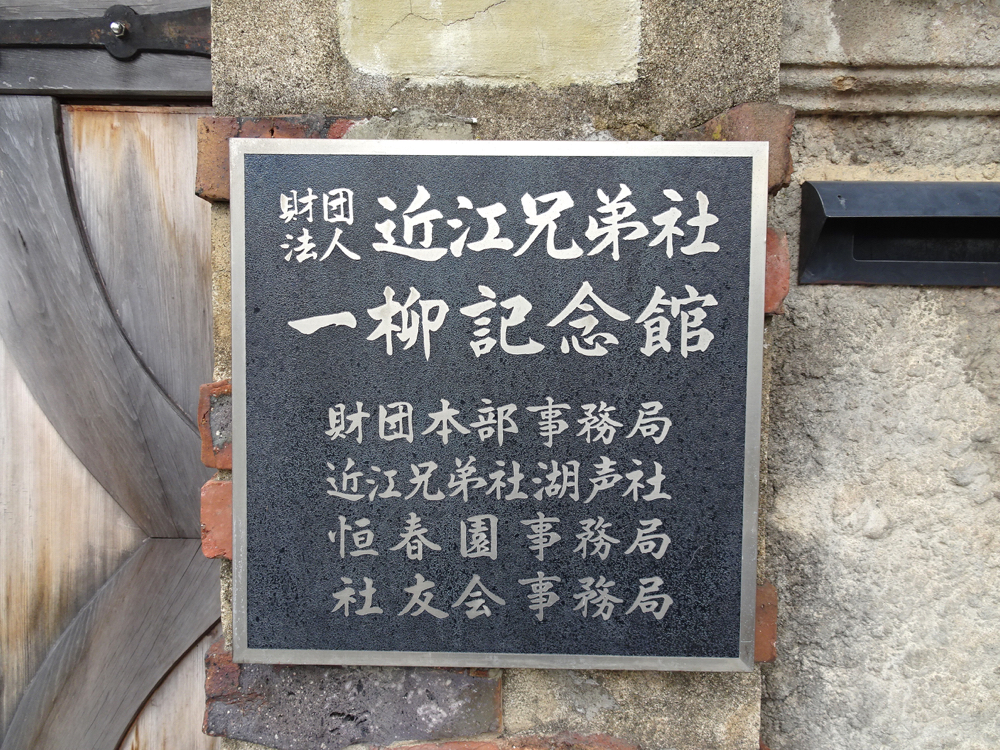 財団法人 近江兄弟社
一柳記念館
財団本部事務局
近江兄弟社湖声社
恒春園事務局
社友会事務局